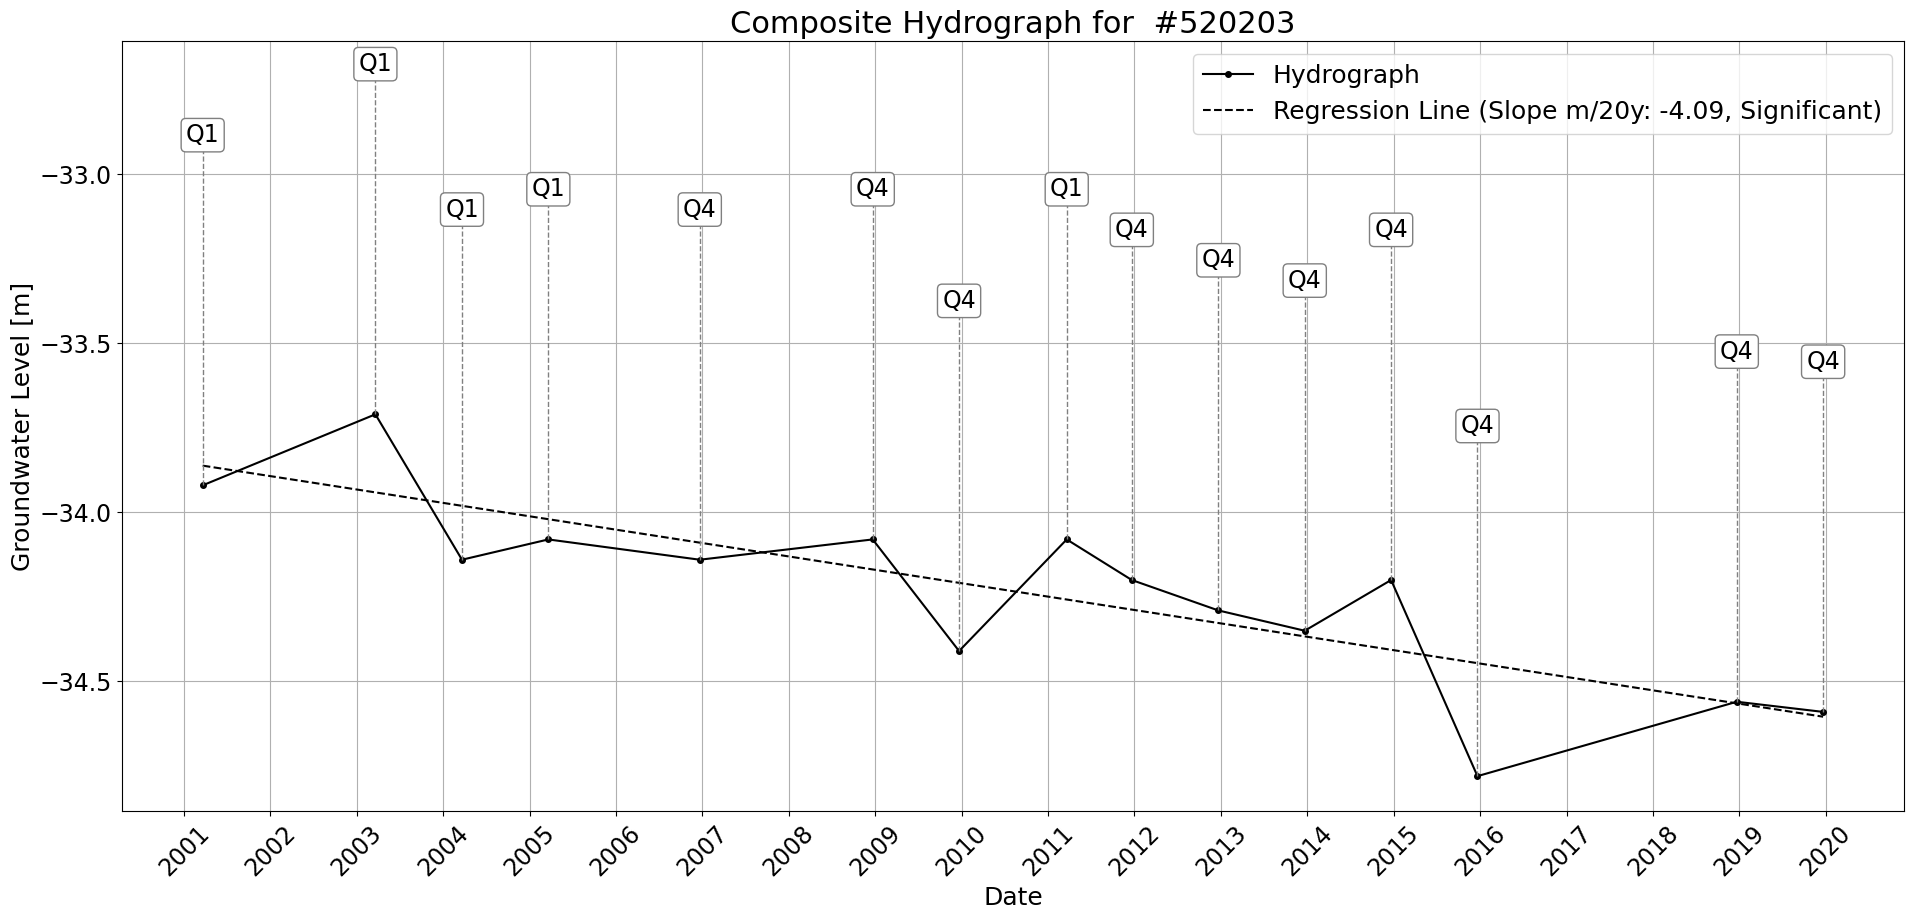 Composite Hydrograph for  #520203
Hydrograph
Regression Line (Slope m/20y: -4.09, Significant)
Q1
Q1
Q1
Q1
Q4
Q4
Q4
Q1
Q4
Q4
Q4
Q4
Q4
Q4
Q4
Groundwater Level [m]
−33.0
−33.5
−34.0
−34.5
2001
2002
2003
2004
2005
2006
2007
2008
2009
2010
2011
2012
2013
2014
2015
2016
2017
2018
2019
2020
Date